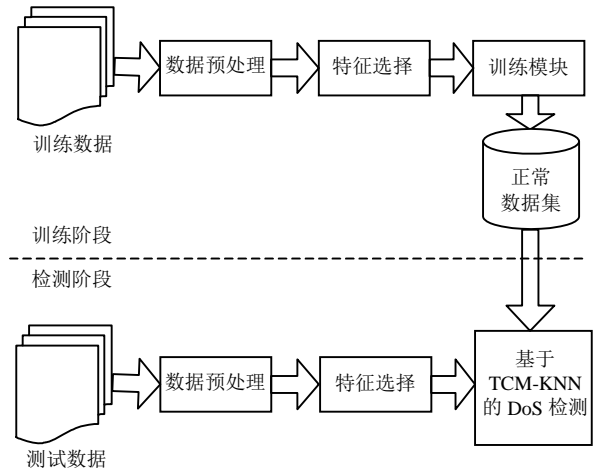 数据预处理
特征选择
训练模块
训练数据
正常
数据集
训练阶段
检测阶段
数据预处理
特征选择
基于
TCM-KNN
的 DoS 检测
测试数据